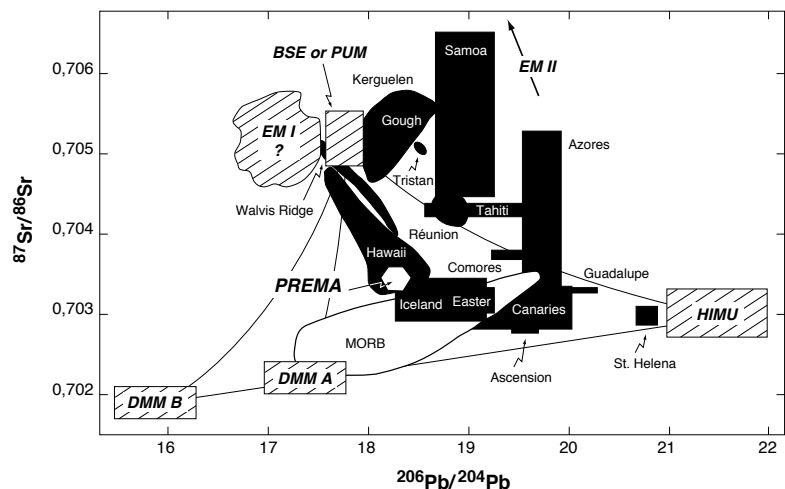 0,706
0,705
0,704
0,703
0,702
87Sr/86Sr
BSE or PUM
Kerguelen
Samoa
EM II
EM I
?
Gough
Azores
Tristan
Walvis Ridge
Tahiti
Réunion
Hawaii
Comores
Guadalupe
PREMA
Iceland
Easter
Canaries
HIMU
MORB
St. Helena
Ascension
DMM A
DMM B
16
17
18
19
20
21
22
206Pb/204Pb